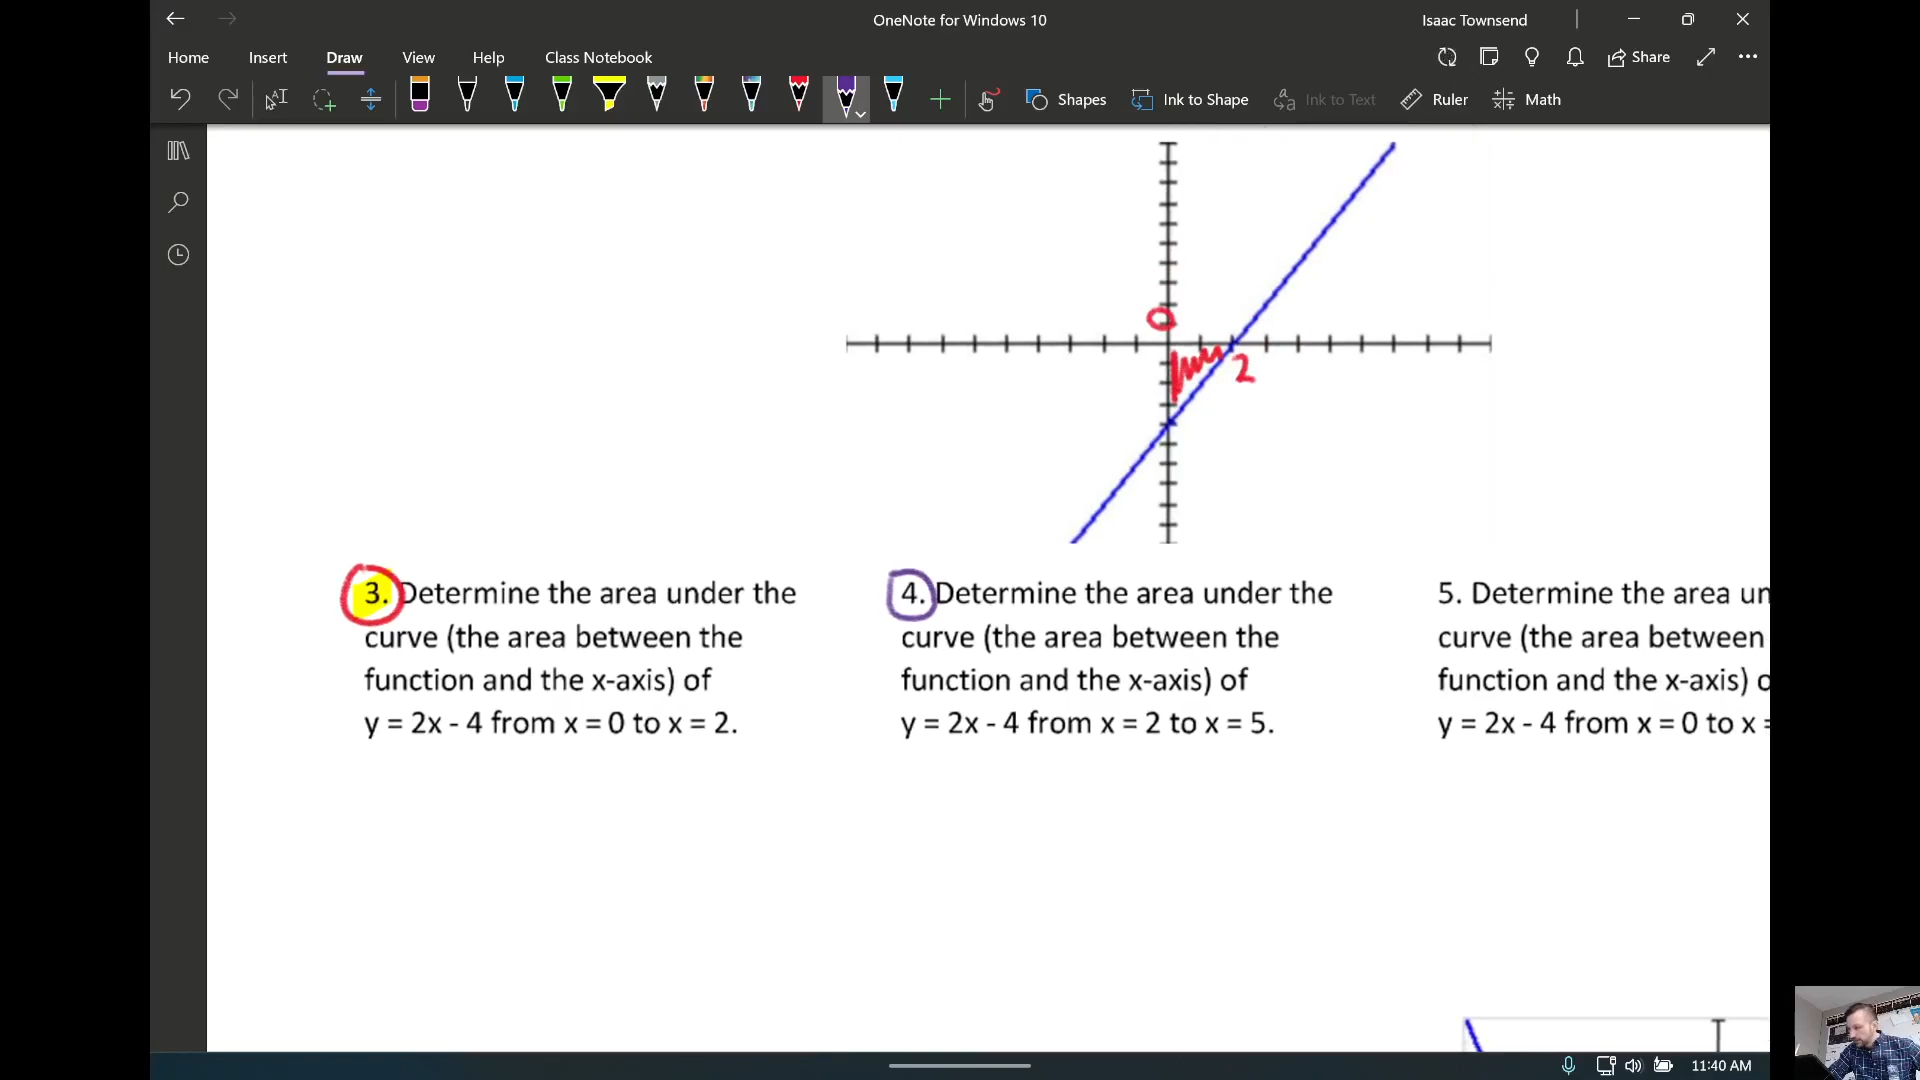 OneNote for Windows 10
Isaac Townsend
Home Insert Draw View Help Class Notebook
Share
Shapes Ink to Shape Ink to Text Ruler Math
0
2
3. Determine the area under the
curve (the area between the
function and the x-axis) of
y = 2x - 4 from x = 0 to x = 2.
4. Determine the area under the
curve (the area between the
function and the x-axis) of
y = 2x - 4 from x = 2 to x = 5.
5. Determine the area un
curve (the area between
function and the x-axis) o
y = 2x - 4 from x = 0 to x =
11:40 AM